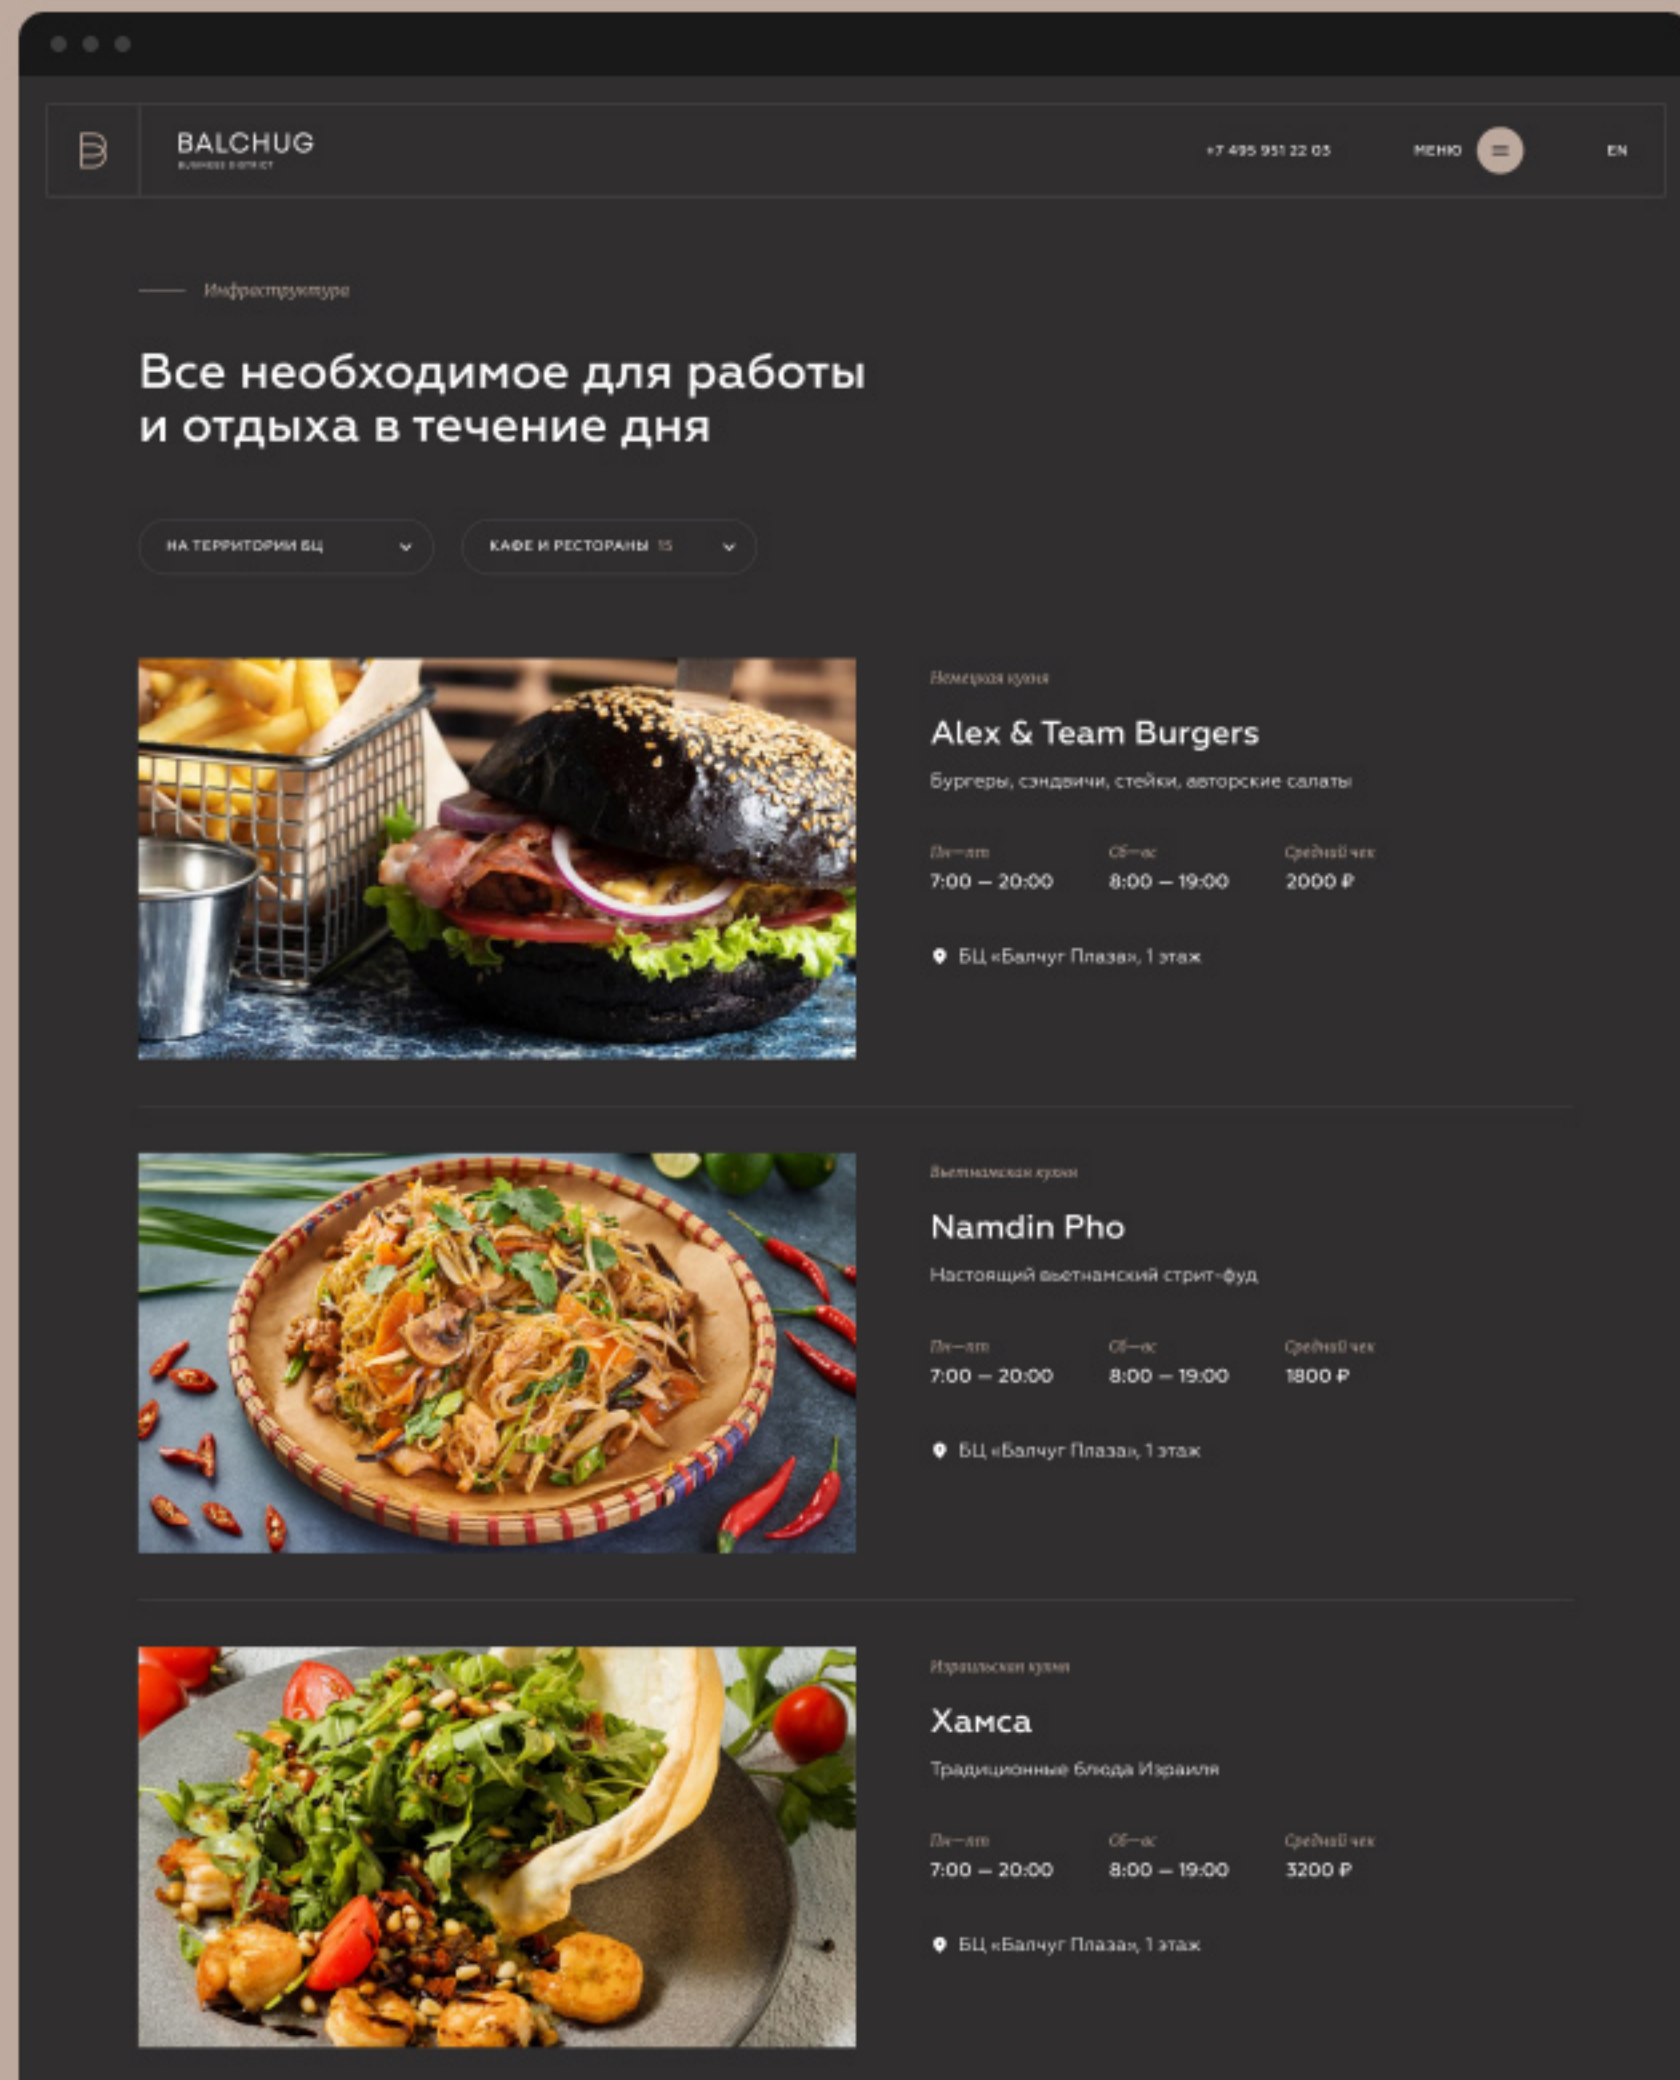 BALCHUG
BUSINESS DISTRICT
+7 495 951 22 03
МЕНЮ
EN
Инфраструктура
Все необходимое для работы
и отдыха в течение дня
НА ТЕРРИТОРИИ БЦ
КАФЕ И РЕСТОРАНЫ 15
Немецкая кухня
Alex & Team Burgers
Бургеры, сэндвичи, стейки, авторские салаты
Пн—пт
Сб—вс
Средний чек
7:00 — 20:00
8:00 — 19:00
2000 ₽
БЦ «Балчуг Плаза», 1 этаж
Вьетнамская кухня
Namdin Pho
Настоящий вьетнамский стрит-фуд
Пн—пт
Сб—вс
Средний чек
7:00 — 20:00
8:00 — 19:00
1800 ₽
БЦ «Балчуг Плаза», 1 этаж
Израильская кухня
Хамса
Традиционные блюда Израиля
Пн—пт
Сб—вс
Средний чек
7:00 — 20:00
8:00 — 19:00
3200 ₽
БЦ «Балчуг Плаза», 1 этаж